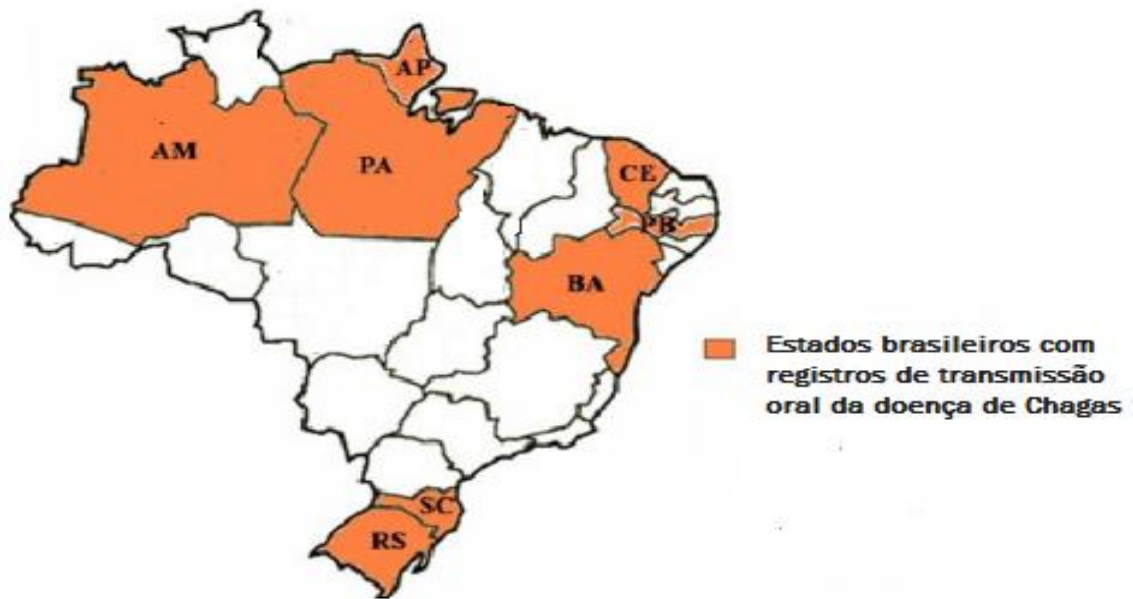 AP
AM
PA
CE
PB
BA
Estados brasileiros com
registros de transmissão
oral da doença de Chagas
SC
RS